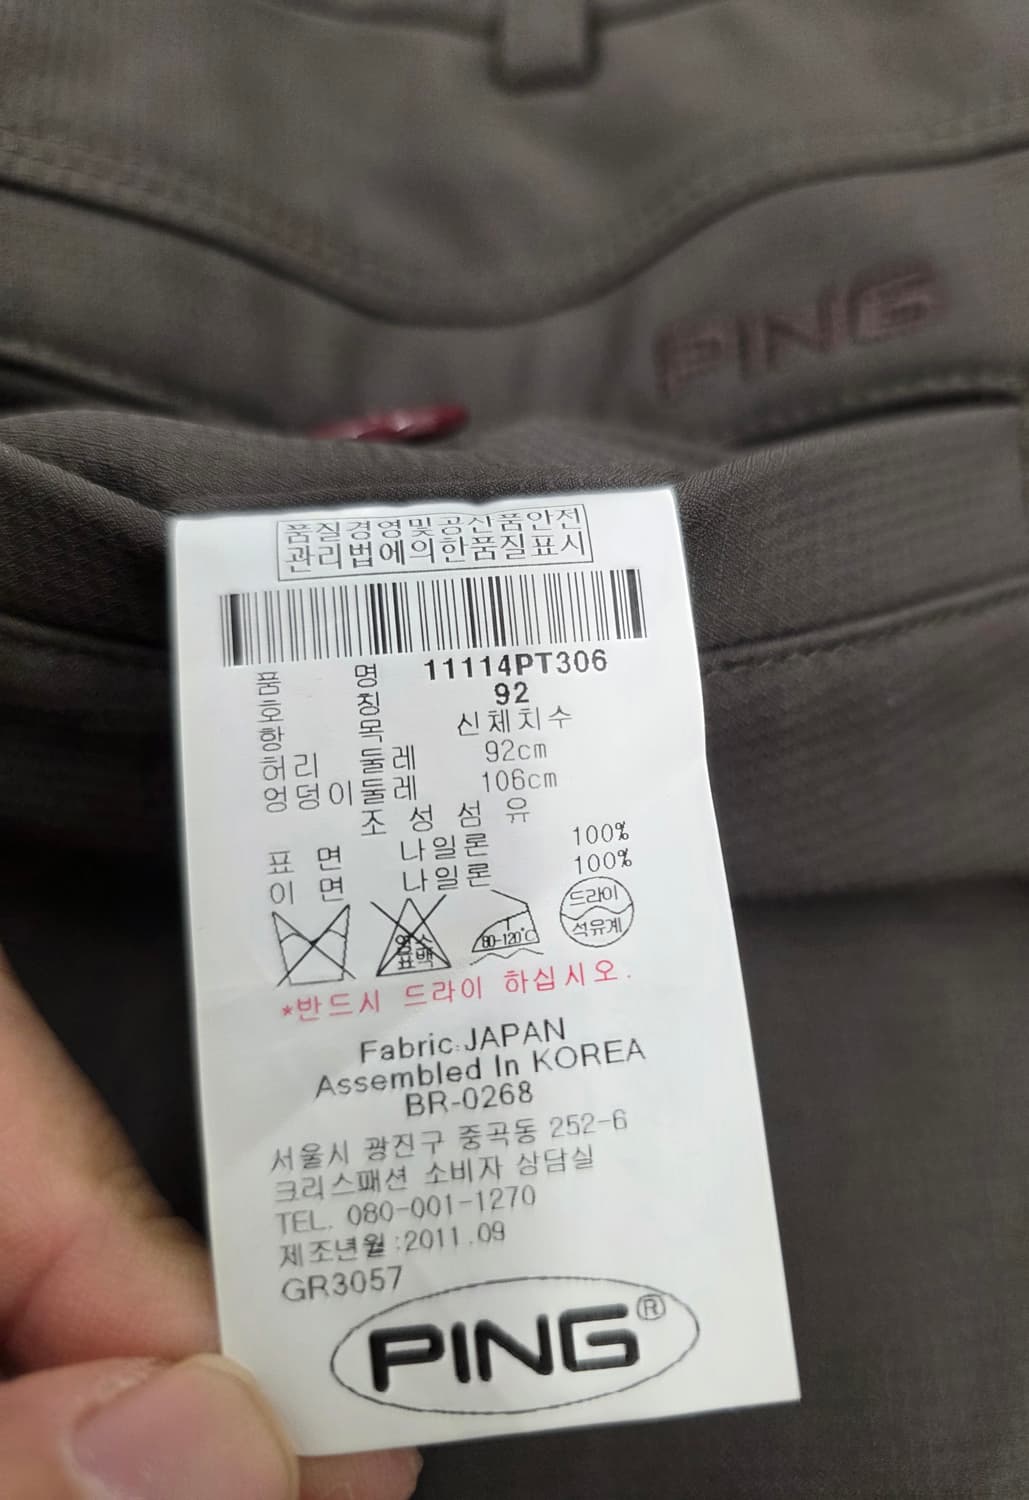 PING
품질경영및공산품안전
관리법에의한품질표시
품 명 11114PT306
호 칭 92
항 목 신체치수
허리 둘레 92cm
엉덩이둘레 106cm
조 성 섬 유
표 면 나일론 100%
이 면 나일론 100%
염소
표백
80-120℃
드라이
석유계
*반드시 드라이 하십시오.
Fabric:JAPAN
Assembled In KOREA
BR-0268
서울시 광진구 중곡동 252-6
크리스패션 소비자 상담실
TEL. 080-001-1270
제조년월:2011.09
GR3057
PING®